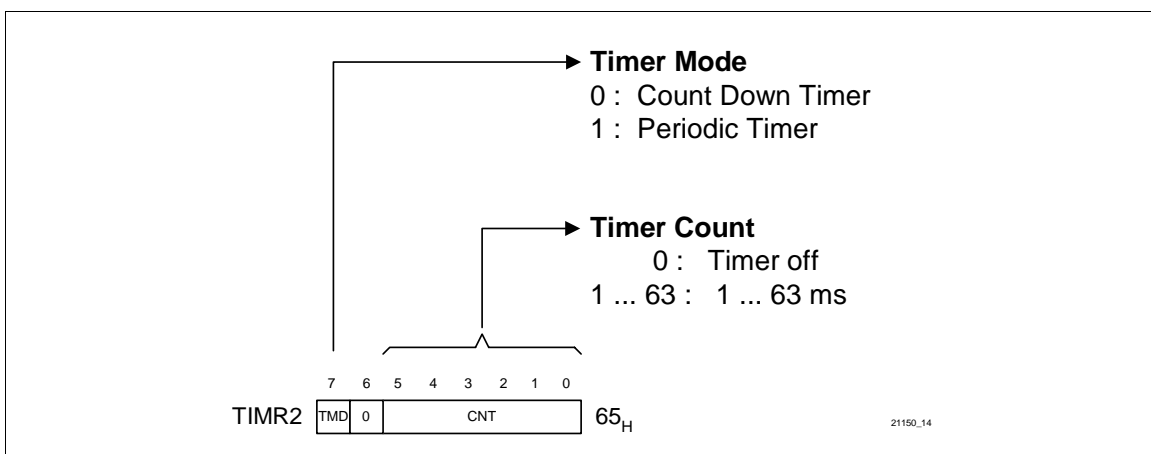 Timer Mode
0 : Count Down Timer
1 : Periodic Timer
Timer Count
0 : Timer off
1 ... 63 : 1 ... 63 ms
7 6 5 4 3 2 1 0
TIMR2 TMD 0 CNT 65H
21150_14